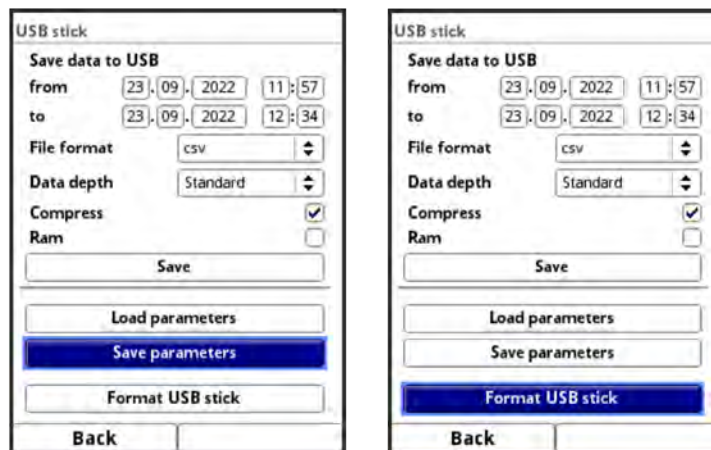 USB stick
Save data to USB
from 23. 09. 2022 11:57
to 23. 09. 2022 12:34
File format csv
Data depth Standard
Compress
Ram
Save
Load parameters
Save parameters
Format USB stick
Back
USB stick
Save data to USB
from 23. 09. 2022 11:57
to 23. 09. 2022 12:34
File format csv
Data depth Standard
Compress
Ram
Save
Load parameters
Save parameters
Format USB stick
Back